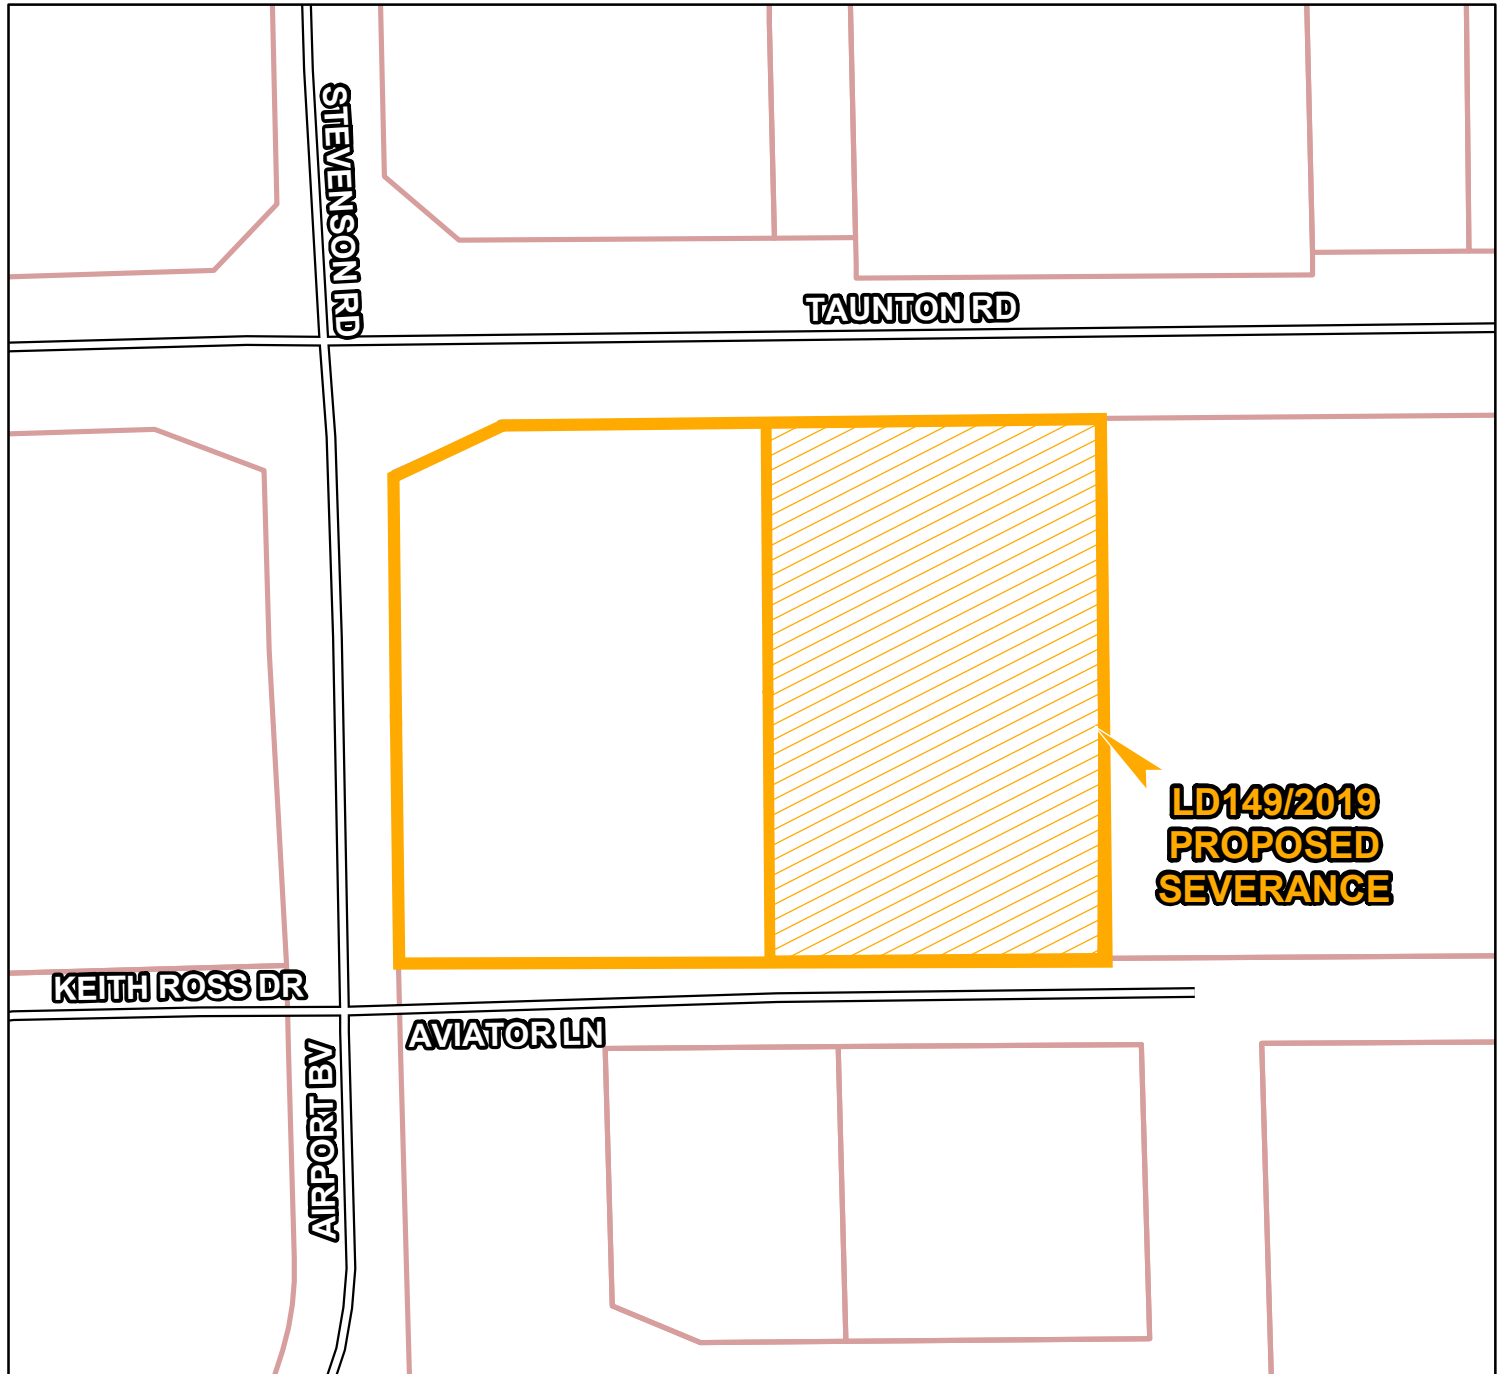 STEVENSON RD
TAUNTON RD
LD149/2019
PROPOSED
SEVERANCE
KEITH ROSS DR
AVIATOR LN
AIRPORT BV